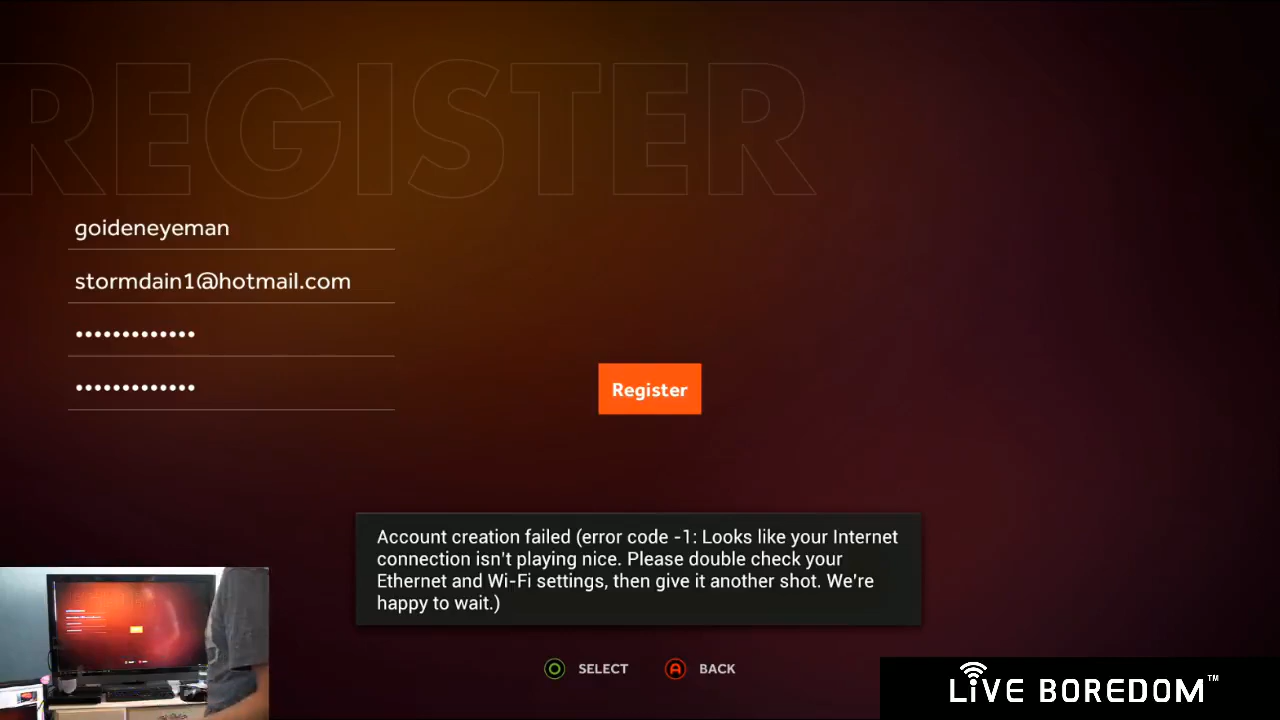 REGISTER
goideneyeman
stormdain1@hotmail.com
•••••••••••••
•••••••••••••
Register
Account creation failed (error code -1: Looks like your Internet
connection isn't playing nice. Please double check your
Ethernet and Wi-Fi settings, then give it another shot. We're
happy to wait.)
O SELECT A BACK
LiVE BOREDOM™